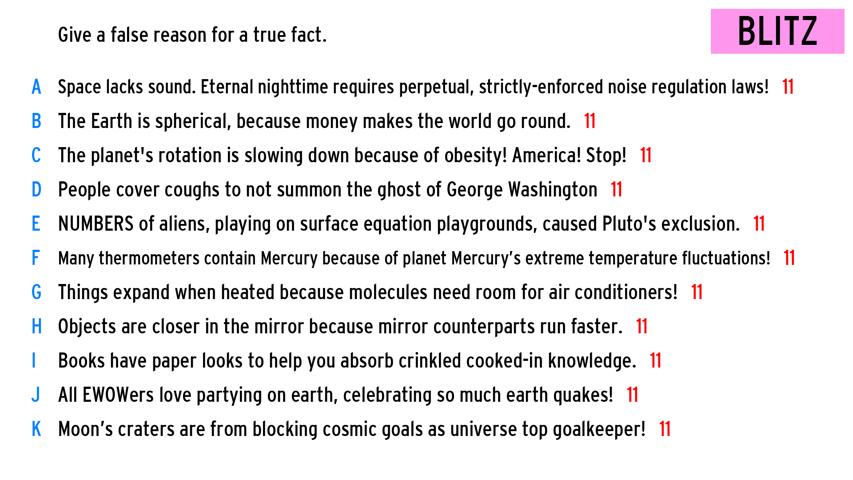 Give a false reason for a true fact.
BLITZ
A Space lacks sound. Eternal nighttime requires perpetual, strictly-enforced noise regulation laws! 11
B The Earth is spherical, because money makes the world go round. 11
C The planet's rotation is slowing down because of obesity! America! Stop! 11
D People cover coughs to not summon the ghost of George Washington 11
E NUMBERS of aliens, playing on surface equation playgrounds, caused Pluto's exclusion. 11
F Many thermometers contain Mercury because of planet Mercury’s extreme temperature fluctuations! 11
G Things expand when heated because molecules need room for air conditioners! 11
H Objects are closer in the mirror because mirror counterparts run faster. 11
I Books have paper looks to help you absorb crinkled cooked-in knowledge. 11
J All EWOWers love partying on earth, celebrating so much earth quakes! 11
K Moon’s craters are from blocking cosmic goals as universe top goalkeeper! 11